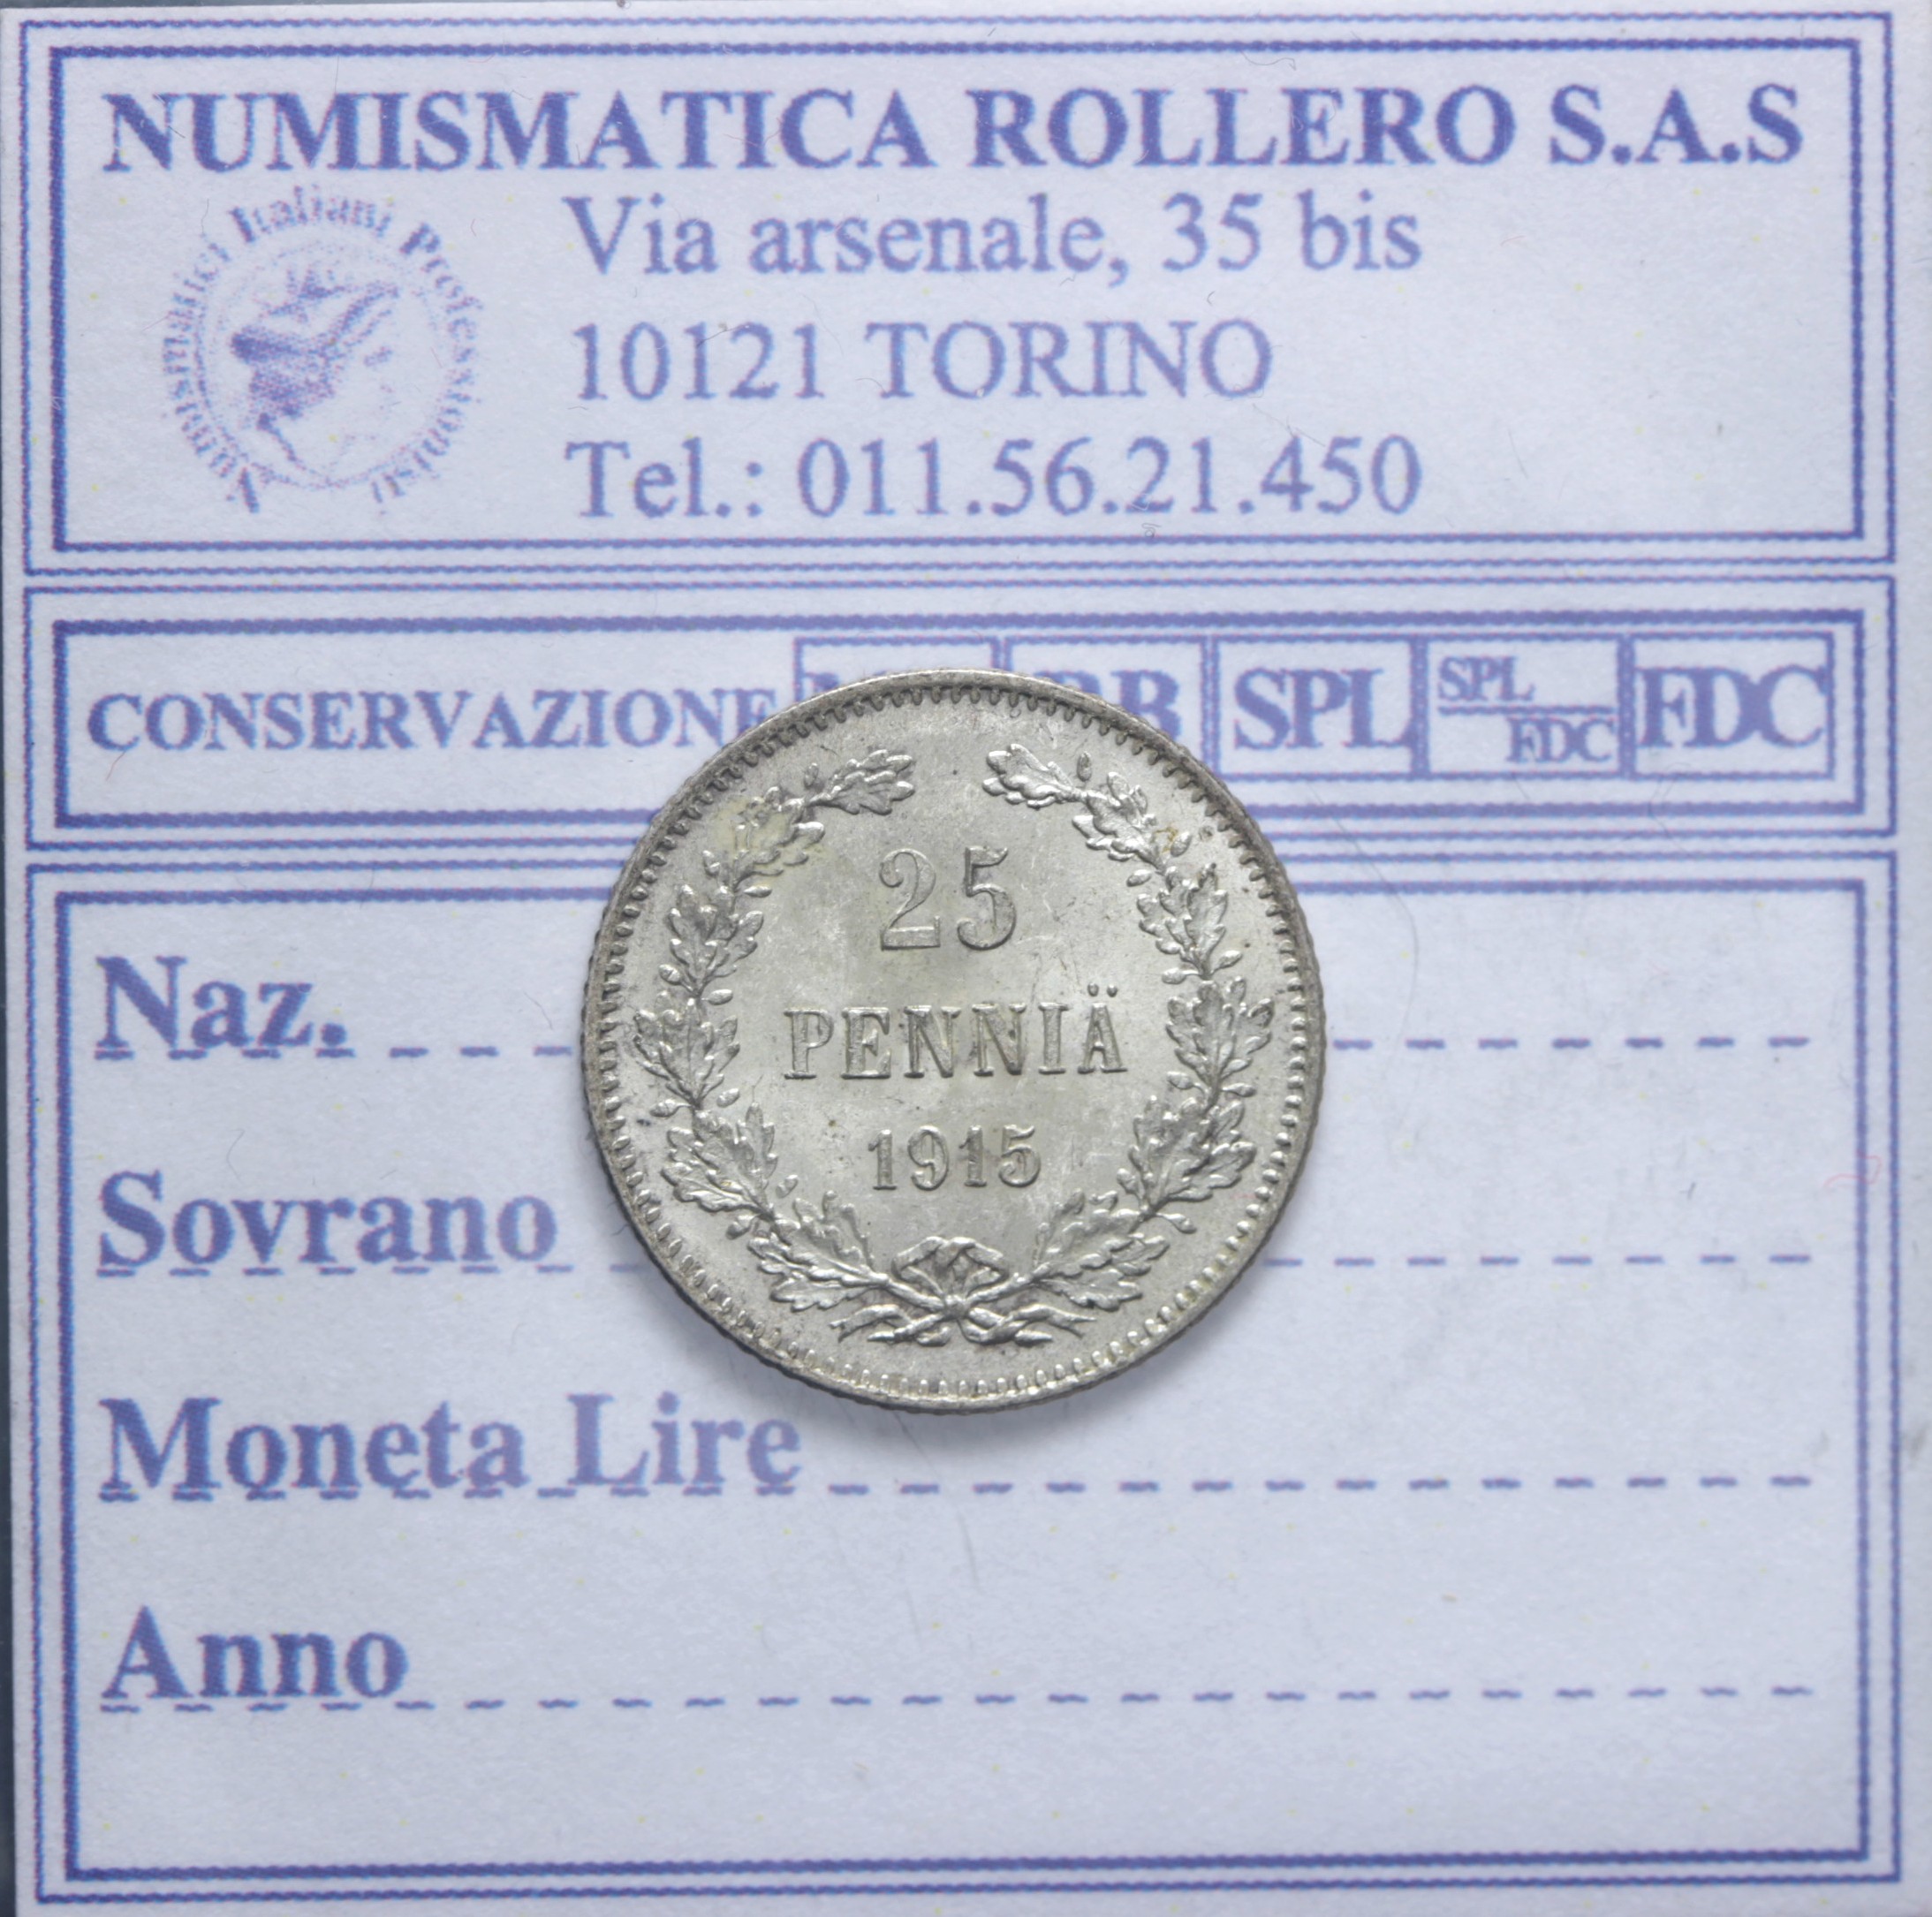 NUMISMATICA ROLLERO S.A.S
Numismatici Italiani Professionisti
Via arsenale, 35 bis
10121 TORINO
Tel.: 011.56.21.450
CONSERVAZIONE SPL SPL FDC FDC
25
PENNIÄ
1915
Naz.
Sovrano
Moneta Lire
Anno